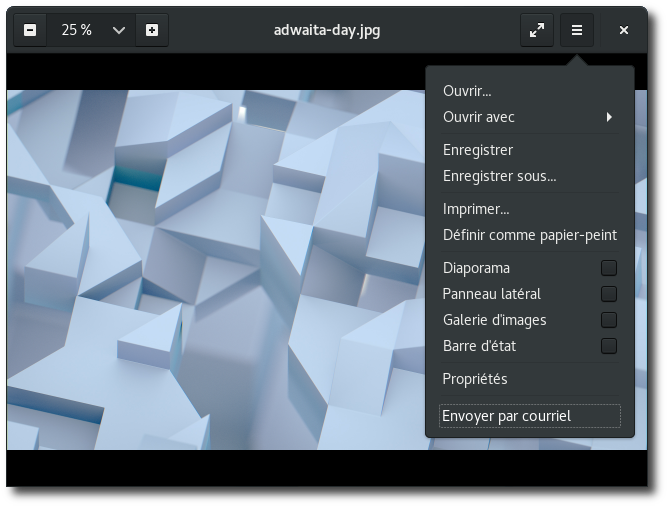 25 %
adwaita-day.jpg
Ouvrir...
Ouvrir avec
Enregistrer
Enregistrer sous...
Imprimer...
Définir comme papier-peint
Diaporama
Panneau latéral
Galerie d'images
Barre d'état
Propriétés
Envoyer par courriel